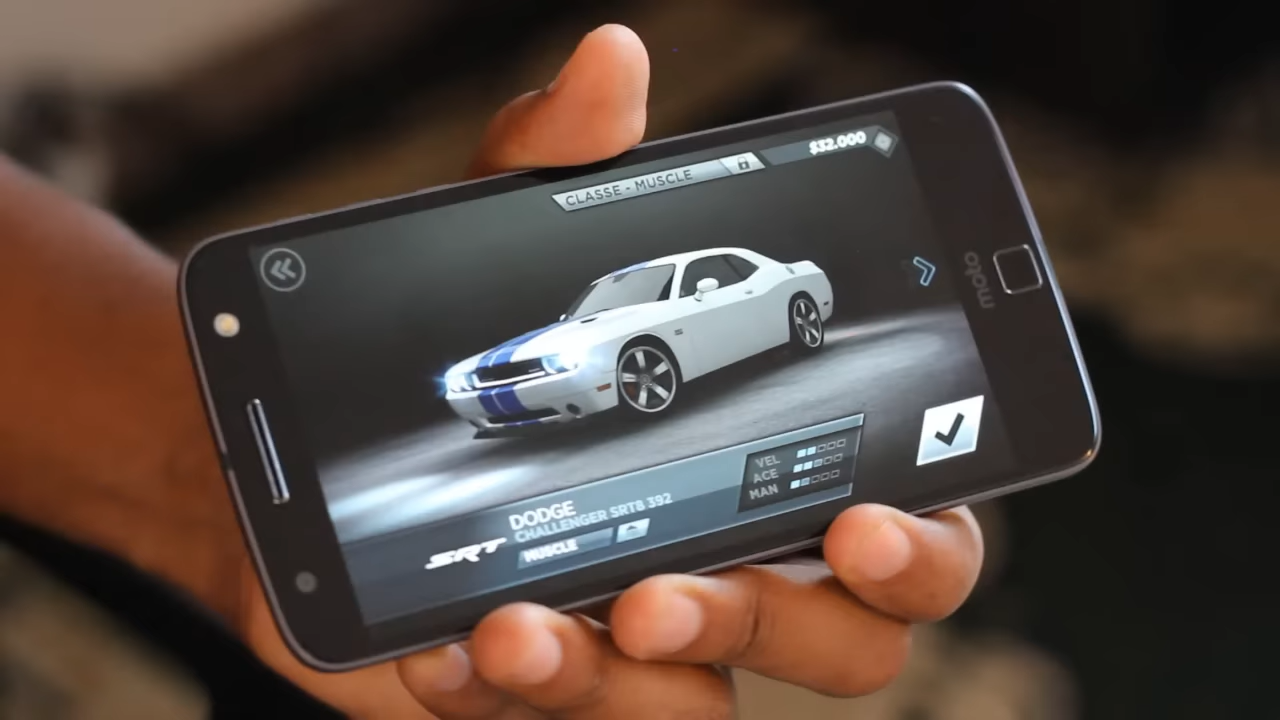 CLASSE - MUSCLE
$32.000
moto
VEL
ACE
MAN
DODGE
CHALLENGER SRT8 392
SRT
MUSCLE